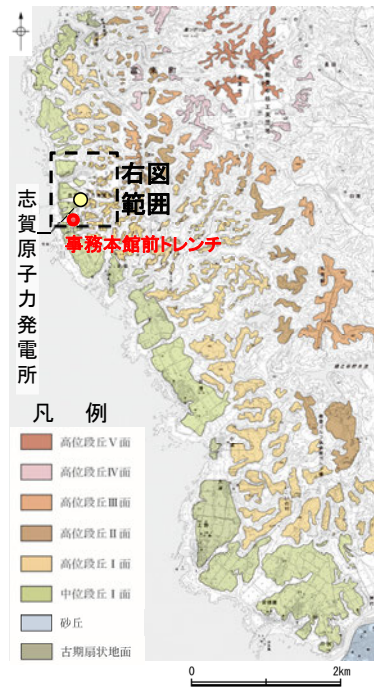 右図
範囲
事務本館前トレンチ
志賀原子力発電所
凡　例
高位段丘Ⅴ面
高位段丘Ⅳ面
高位段丘Ⅲ面
高位段丘Ⅱ面
高位段丘Ⅰ面
中位段丘Ⅰ面
砂丘
古期扇状地面
0 2km